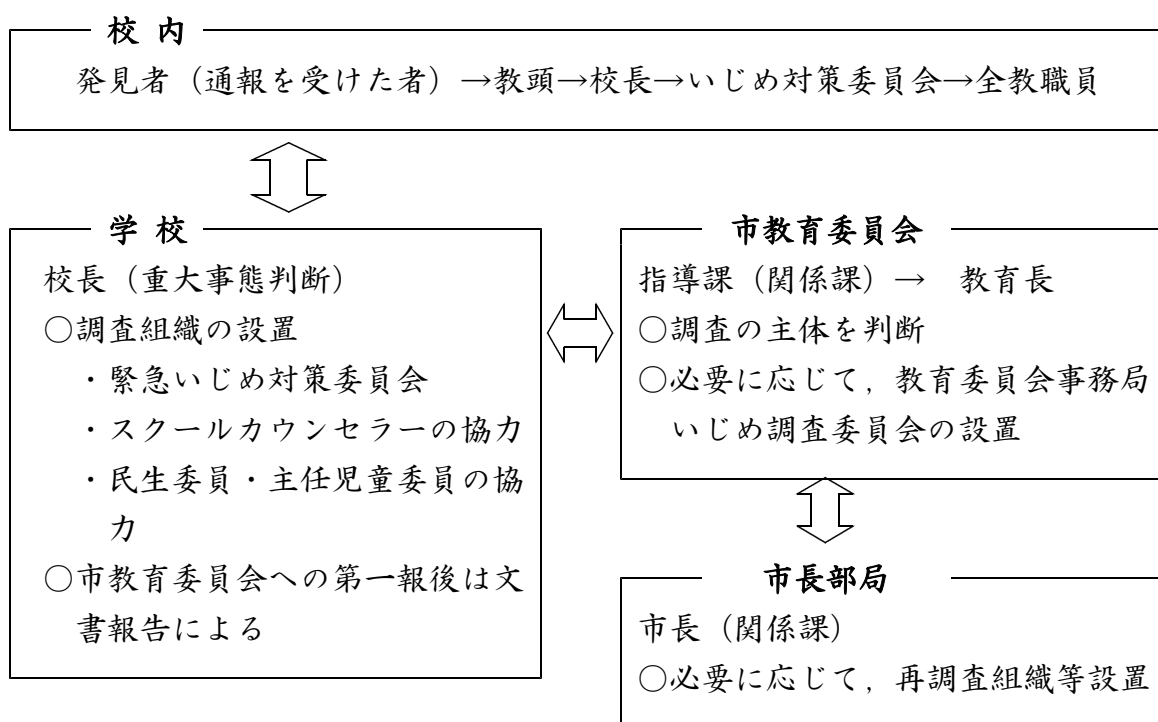 校 内
発見者（通報を受けた者）→教頭→校長→いじめ対策委員会→全教職員
学 校
校長（重大事態判断）
○調査組織の設置
・緊急いじめ対策委員会
・スクールカウンセラーの協力
・民生委員・主任児童委員の協
力
○市教育委員会への第一報後は文
書報告による
市教育委員会
指導課（関係課）→　教育長
○調査の主体を判断
○必要に応じて，教育委員会事務局
いじめ調査委員会の設置
市長部局
市長（関係課）
○必要に応じて，再調査組織等設置